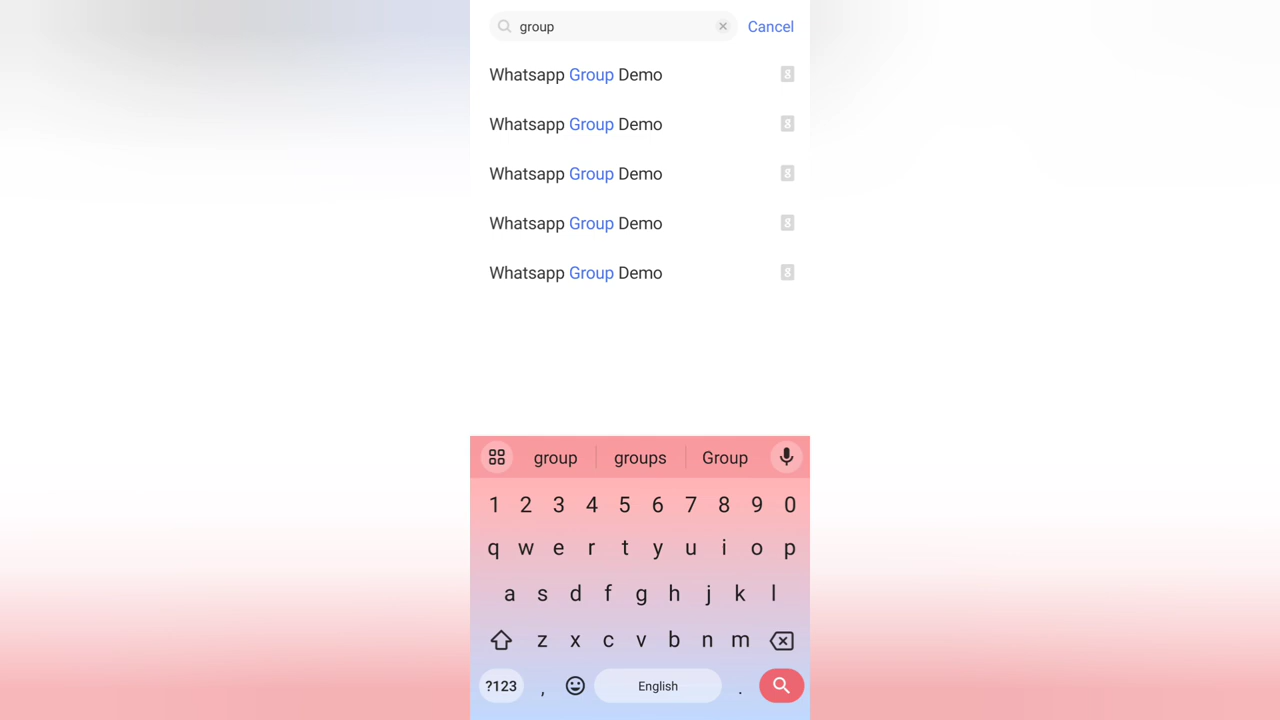 group Cancel
Whatsapp Group Demo
Whatsapp Group Demo
Whatsapp Group Demo
Whatsapp Group Demo
Whatsapp Group Demo
group groups Group
1 2 3 4 5 6 7 8 9 0
q w e r t y u i o p
a s d f g h j k l
z x c v b n m
?123 , English .